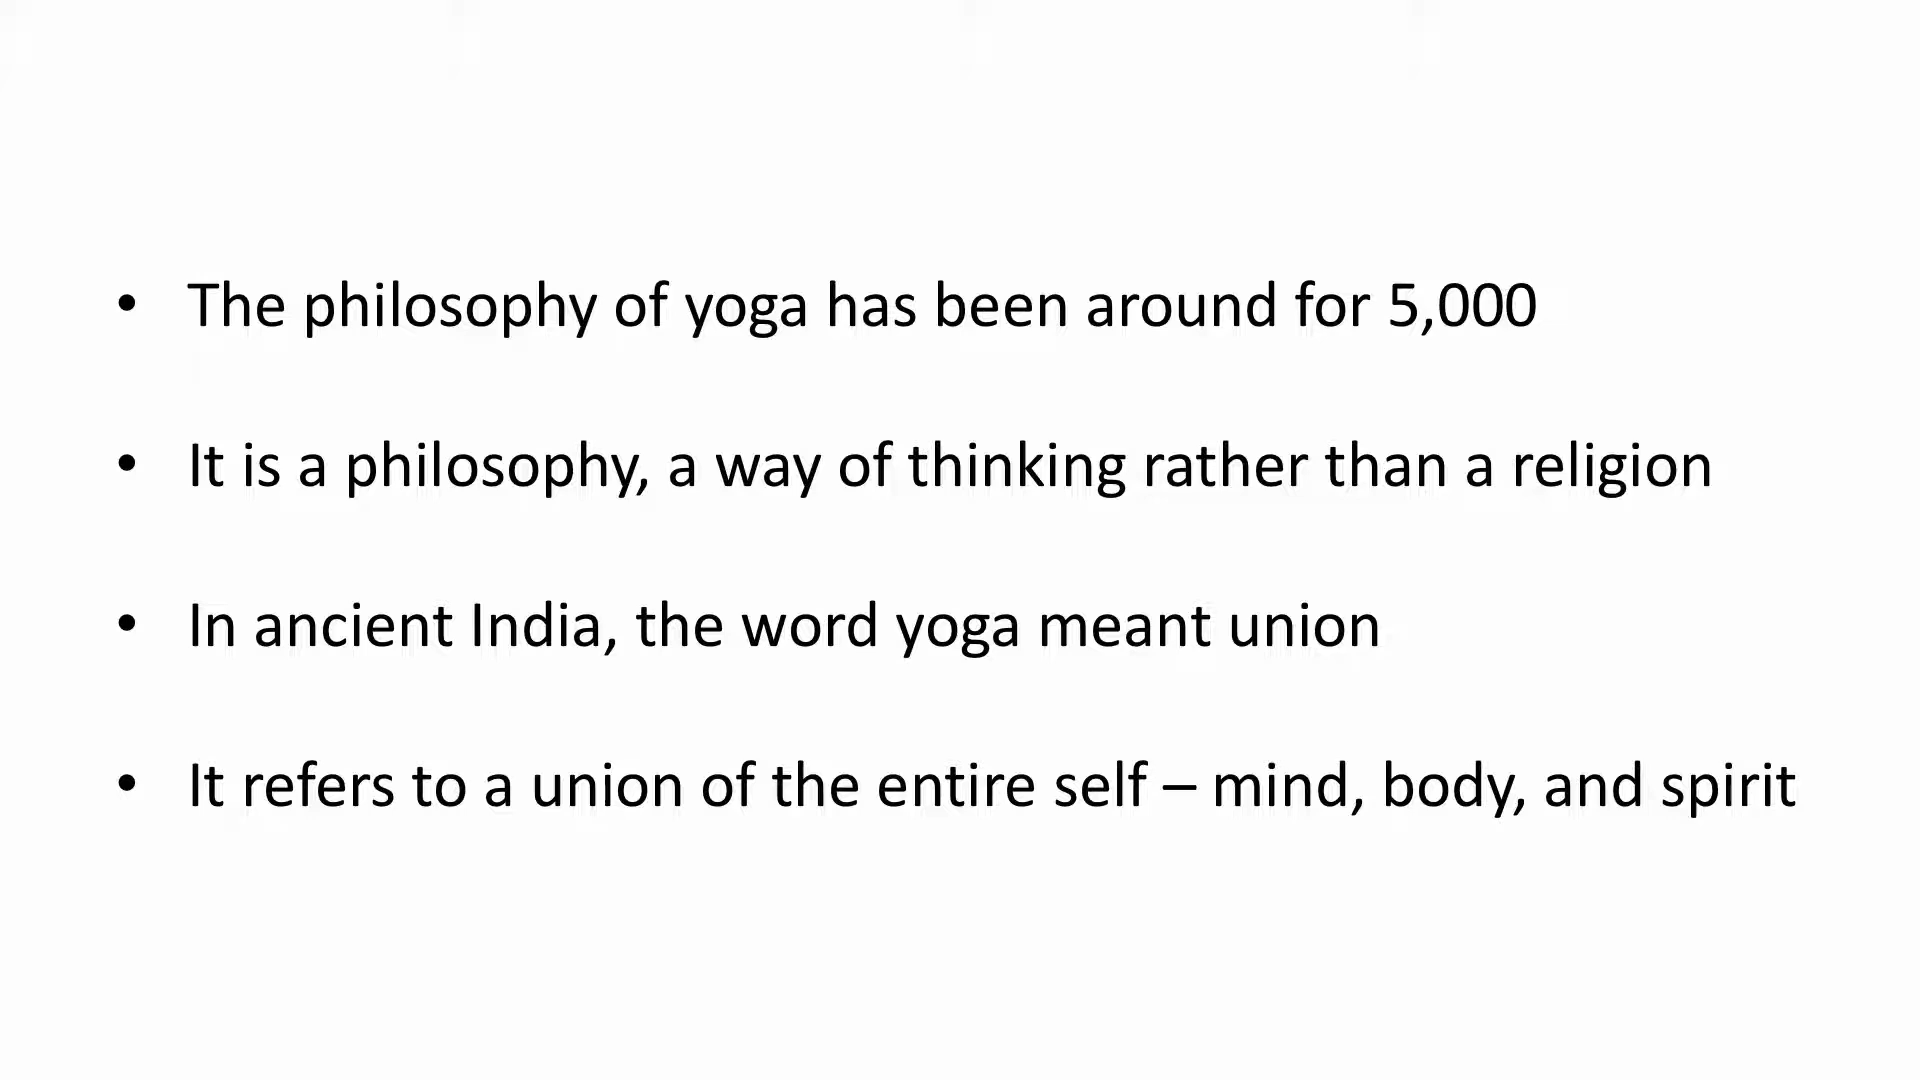 • The philosophy of yoga has been around for 5,000
• It is a philosophy, a way of thinking rather than a religion
• In ancient India, the word yoga meant union
• It refers to a union of the entire self – mind, body, and spirit